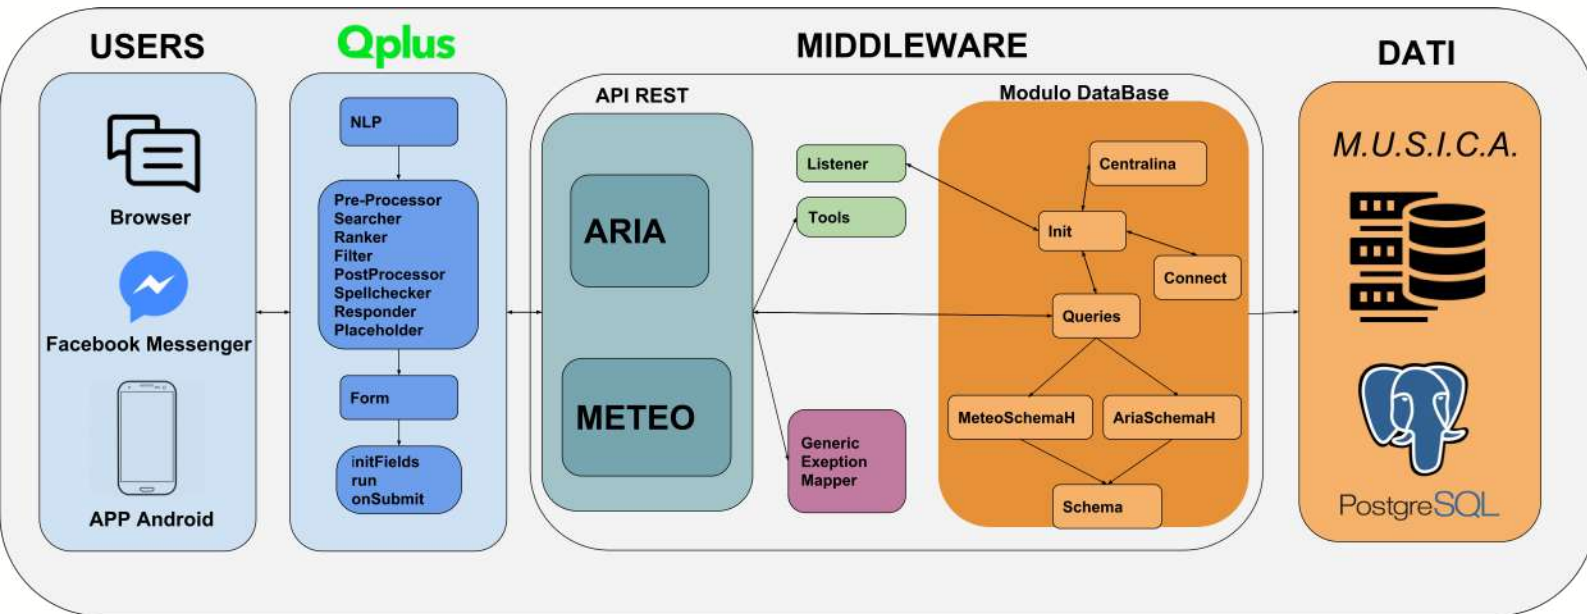 USERS
Browser
Facebook Messenger
APP Android
Qplus
NLP
Pre-Processor
Searcher
Ranker
Filter
PostProcessor
Spellchecker
Responder
Placeholder
Form
initFields
run
onSubmit
MIDDLEWARE
API REST
ARIA
METEO
Listener
Tools
Generic
Exeption
Mapper
Modulo DataBase
Centralina
Init
Connect
Queries
MeteoSchemaH
AriaSchemaH
Schema
DATI
M.U.S.I.C.A.
PostgreSQL